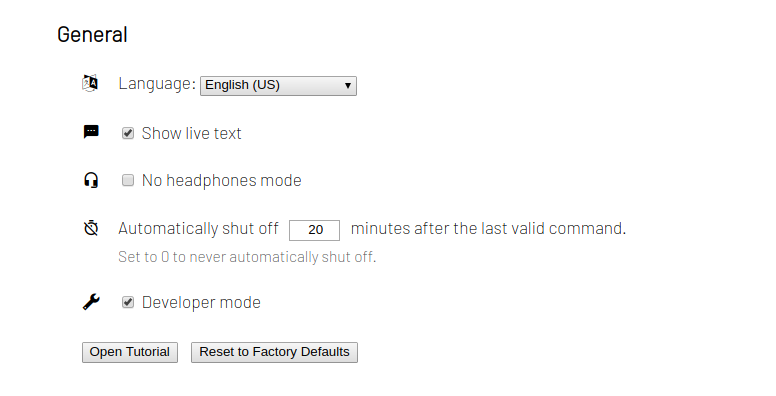 General
Language: English (US)
Show live text
No headphones mode
Automatically shut off 20 minutes after the last valid command.
Set to 0 to never automatically shut off.
Developer mode
Open Tutorial Reset to Factory Defaults